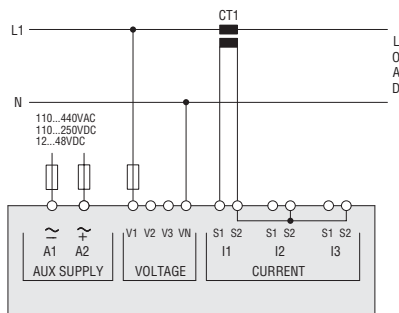 CT1
L1
L
O
A
D
N
110...440VAC
110...250VDC
12...48VDC
V1 V2 V3 VN S1 S2 S1 S2 S1 S2
A1 A2 I1 I2 I3
AUX SUPPLY VOLTAGE CURRENT